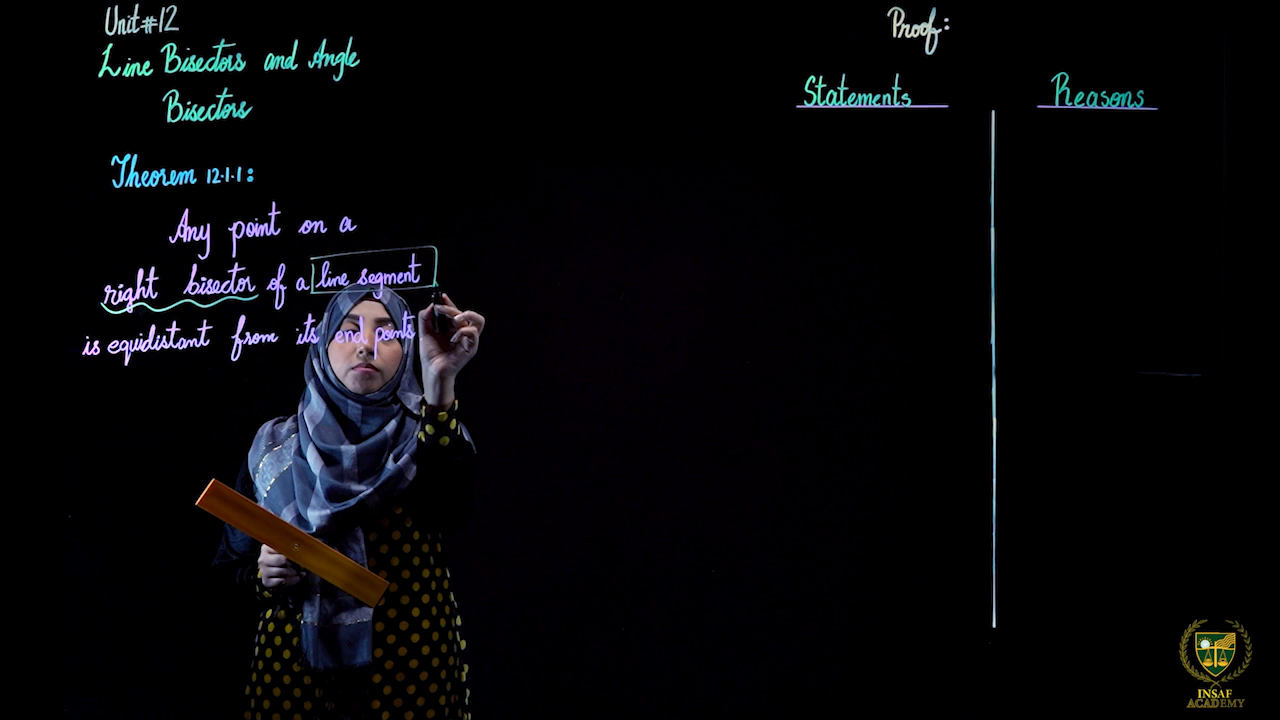 Unit#12
Line Bisectors and Angle
Bisectors
Theorem 12.1.1:
Any point on a
right bisector of a line segment
is equidistant from its end points
Proof:
Statements
Reasons
INSAF
ACADEMY